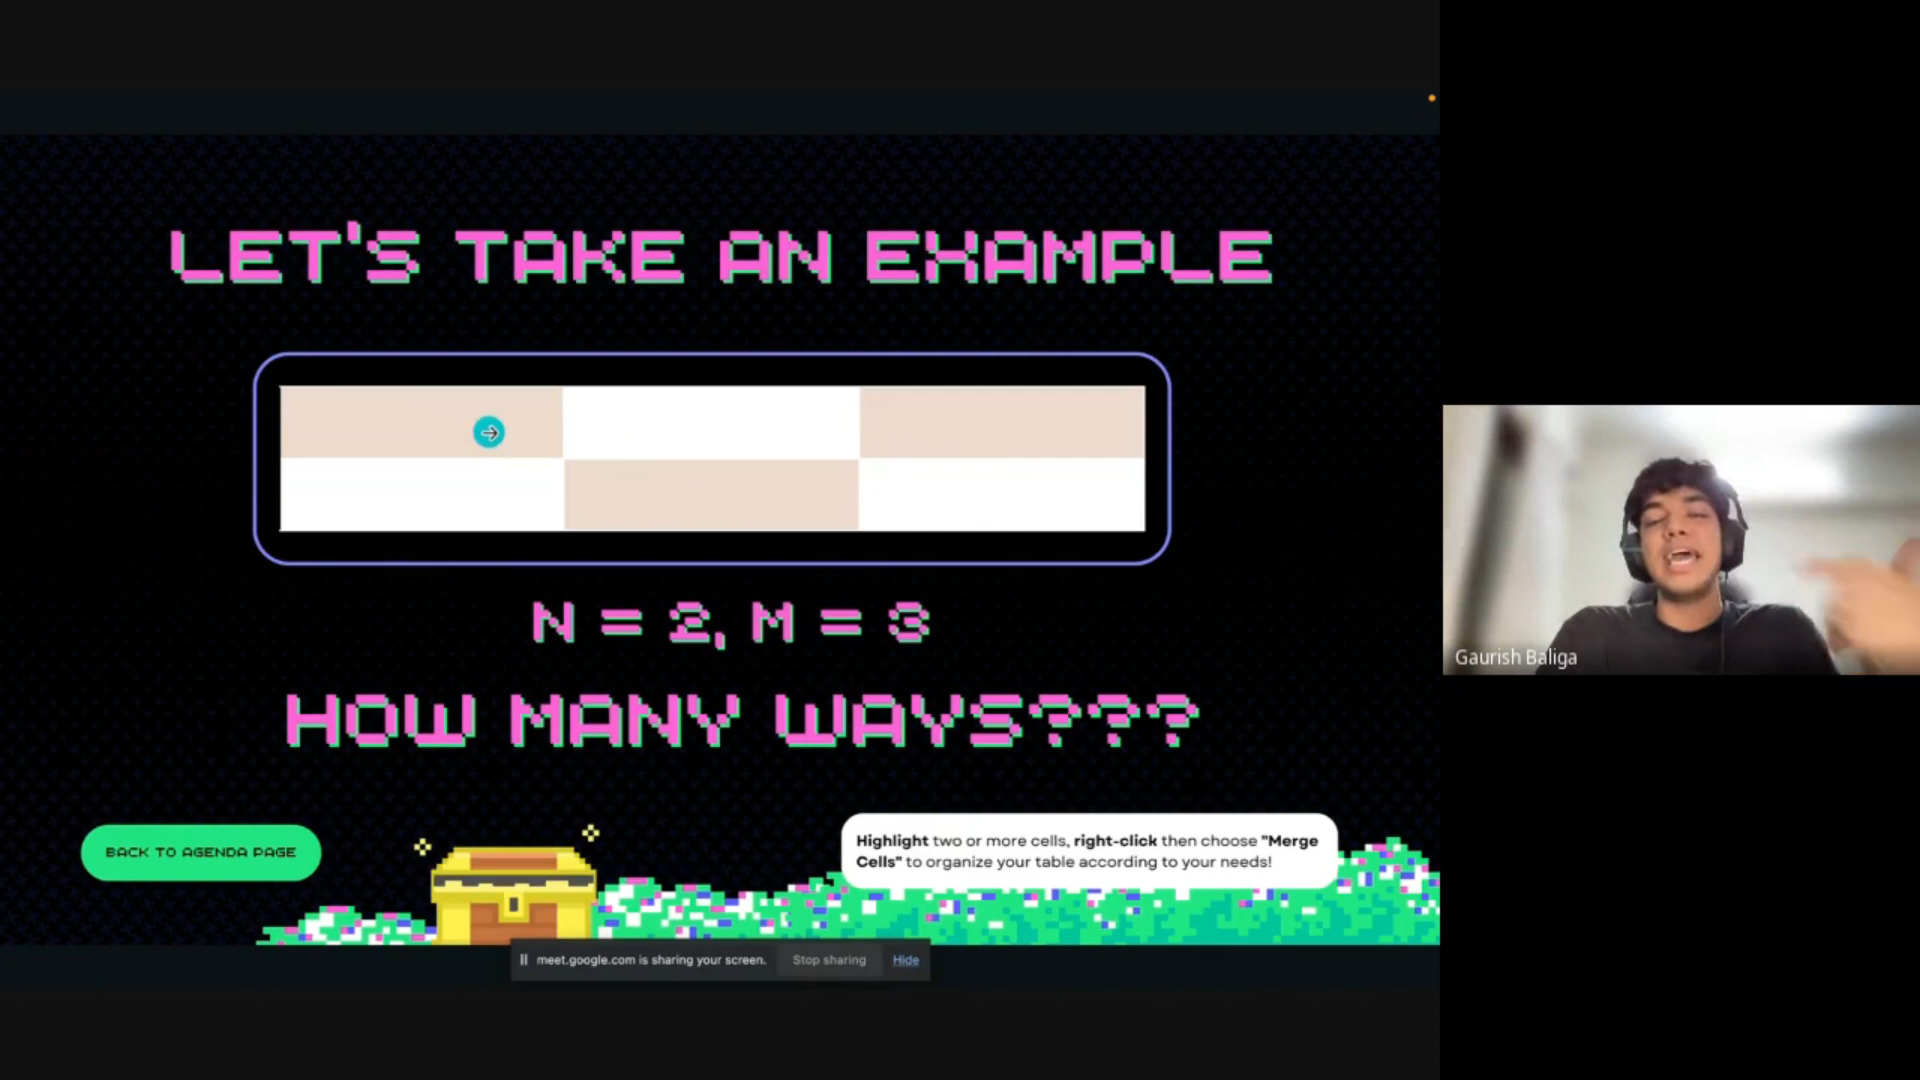 LET'S TAKE AN EXAMPLE
N = 2, M = 3
HOW MANY WAYS???
BACK TO AGENDA PAGE
Highlight two or more cells, right-click then choose "Merge
Cells" to organize your table according to your needs!
meet.google.com is sharing your screen. Stop sharing Hide
Gaurish Baliga